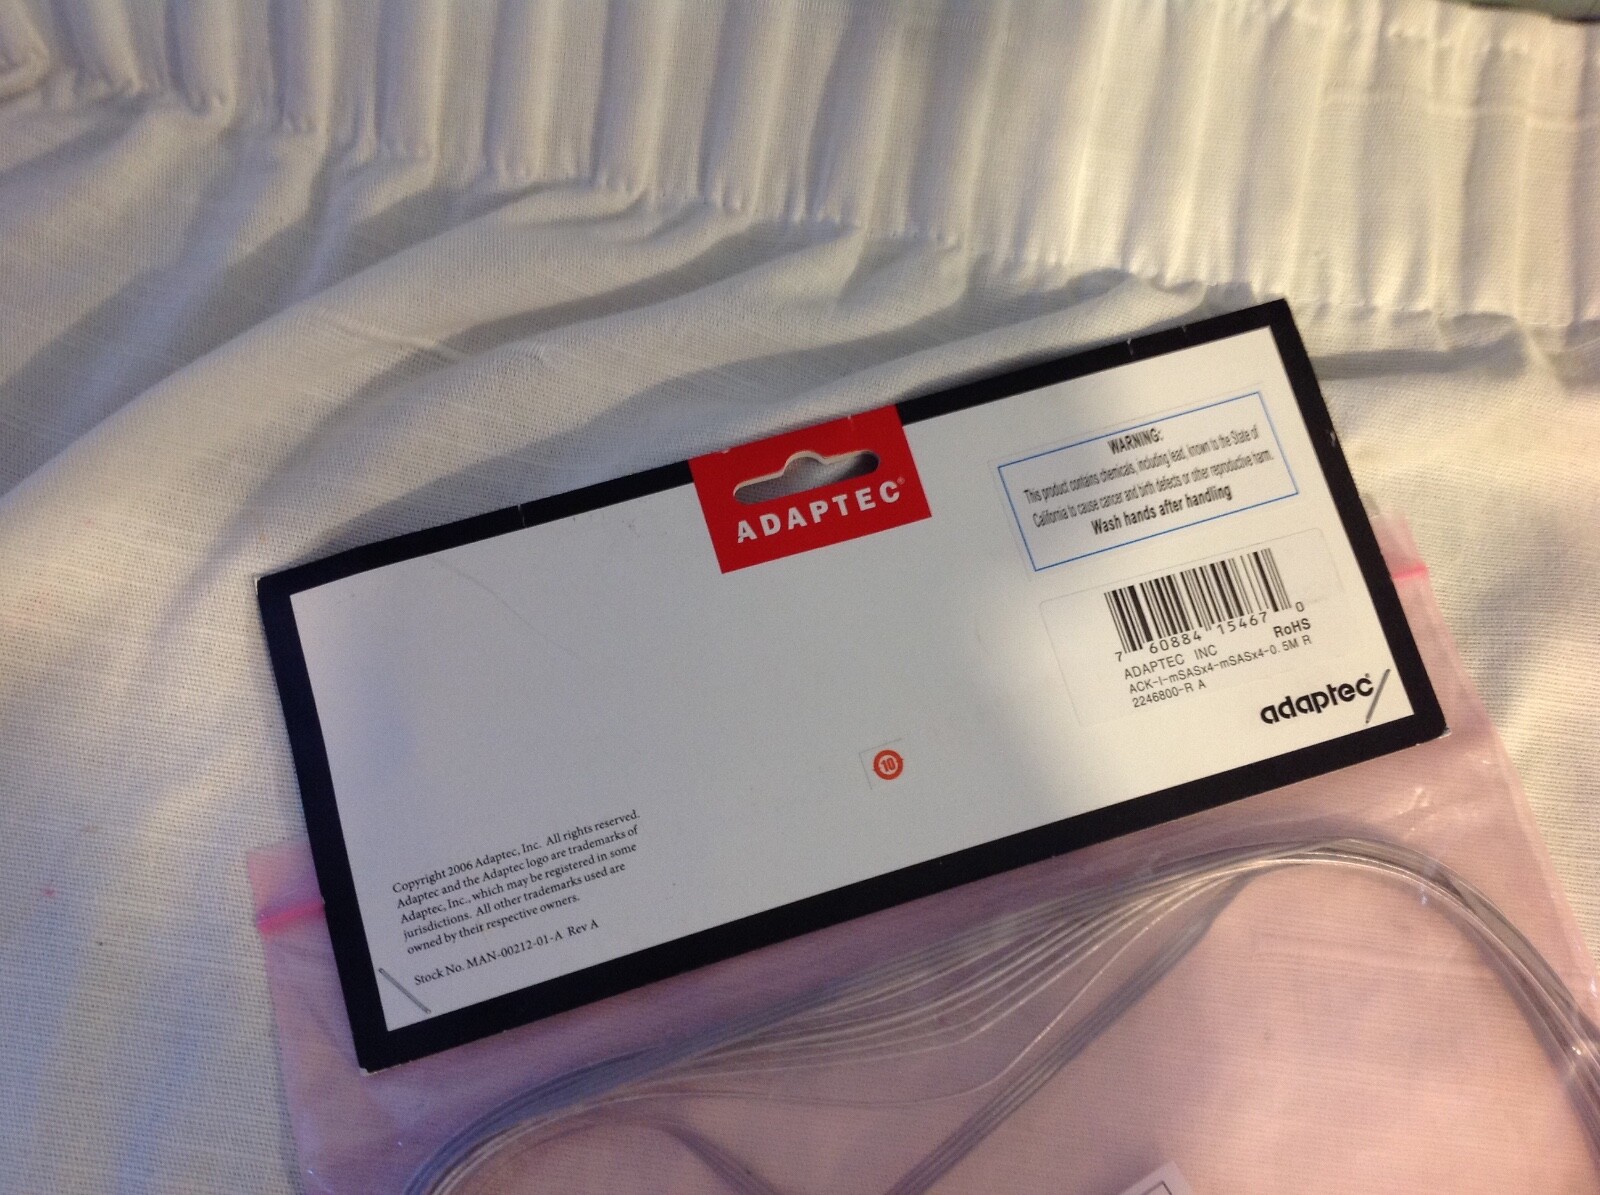 ADAPTEC®
WARNING:
This product contains chemicals, including lead, known to the State of
California to cause cancer and birth defects or other reproductive harm.
Wash hands after handling
7 60884 15467 0
ADAPTEC INC RoHS
ACK-I-mSASx4-mSASx4-0.5M R
2246800-R A
adaptec
10
Copyright 2006 Adaptec, Inc. All rights reserved.
Adaptec and the Adaptec logo are trademarks of
Adaptec, Inc., which may be registered in some
jurisdictions. All other trademarks used are
owned by their respective owners.
Stock No. MAN-00212-01-A Rev A